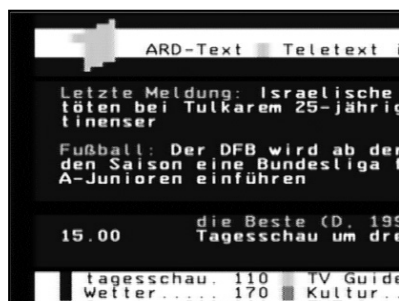 ARD-Text Teletext i
Letzte Meldung: Israelische
töten bei Tulkarem 25-jährig
tinenser
Fußball: Der DFB wird ab der
den Saison eine Bundesliga f
A-Junioren einführen
die Beste (D, 199
15.00 Tagesschau um dre
tagesschau. 110 TV Guide
Wetter..... 170 Kultur..